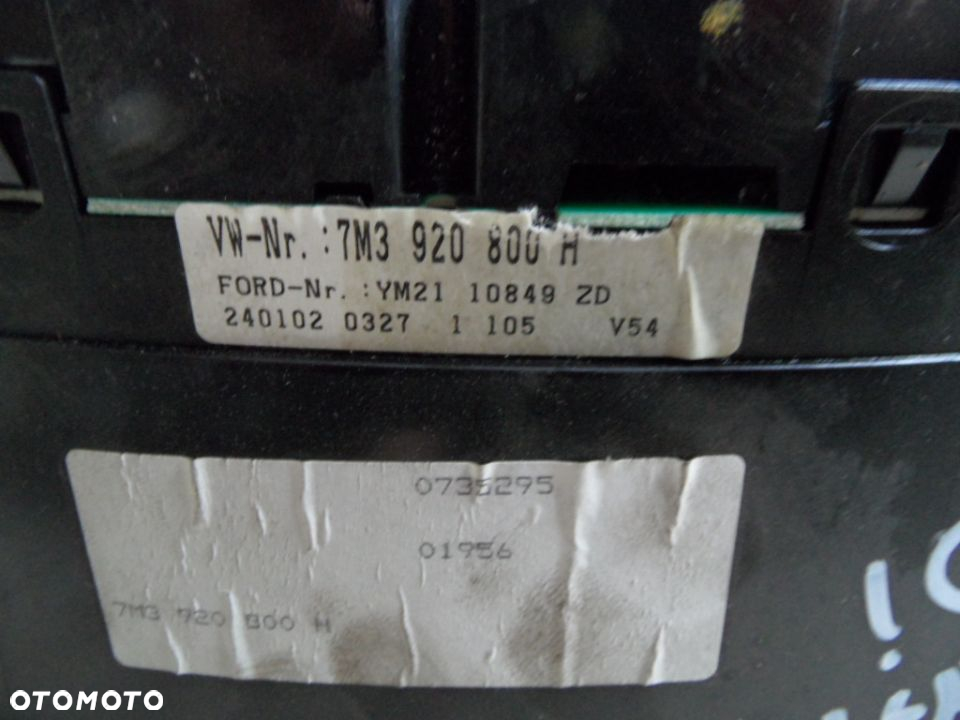 VW-Nr.:7M3 920 800 H
FORD-Nr.:YM21 10849 ZD
240102 0327 1 105 V54
0735295
01956
7M3 920 800 H
OTOMOTO